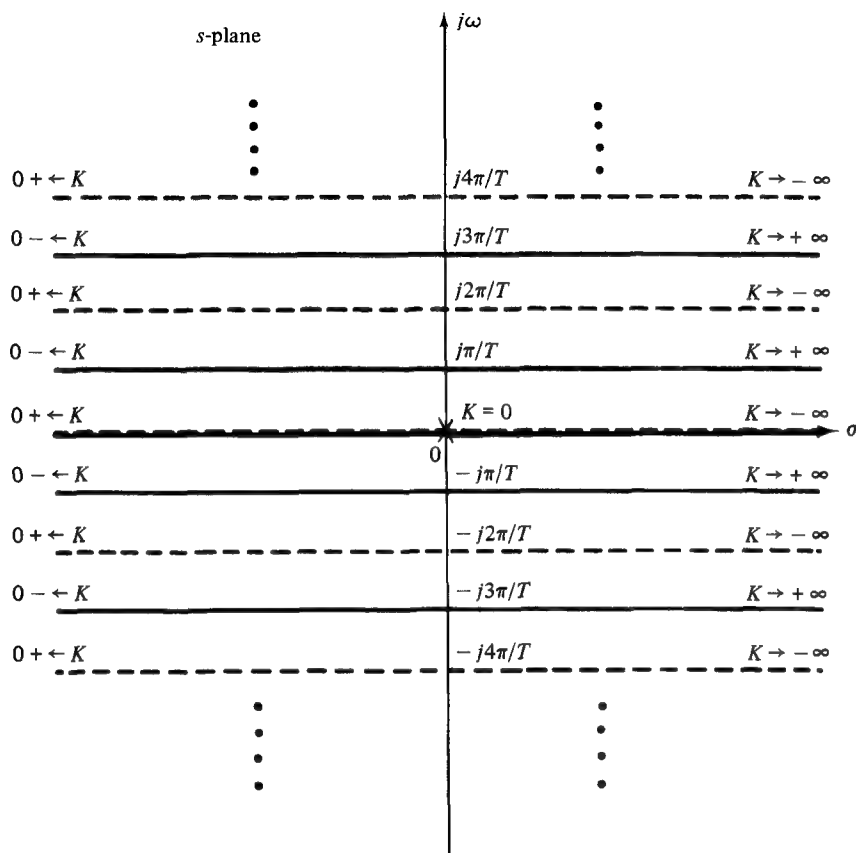 jω
s-plane
0 + ← K j4π/T K → − ∞
0 − ← K j3π/T K → + ∞
0 + ← K j2π/T K → − ∞
0 − ← K jπ/T K → + ∞
0 + ← K K = 0 K → − ∞
σ
0
0 − ← K − jπ/T K → + ∞
0 + ← K − j2π/T K → − ∞
0 − ← K − j3π/T K → + ∞
0 + ← K − j4π/T K → − ∞